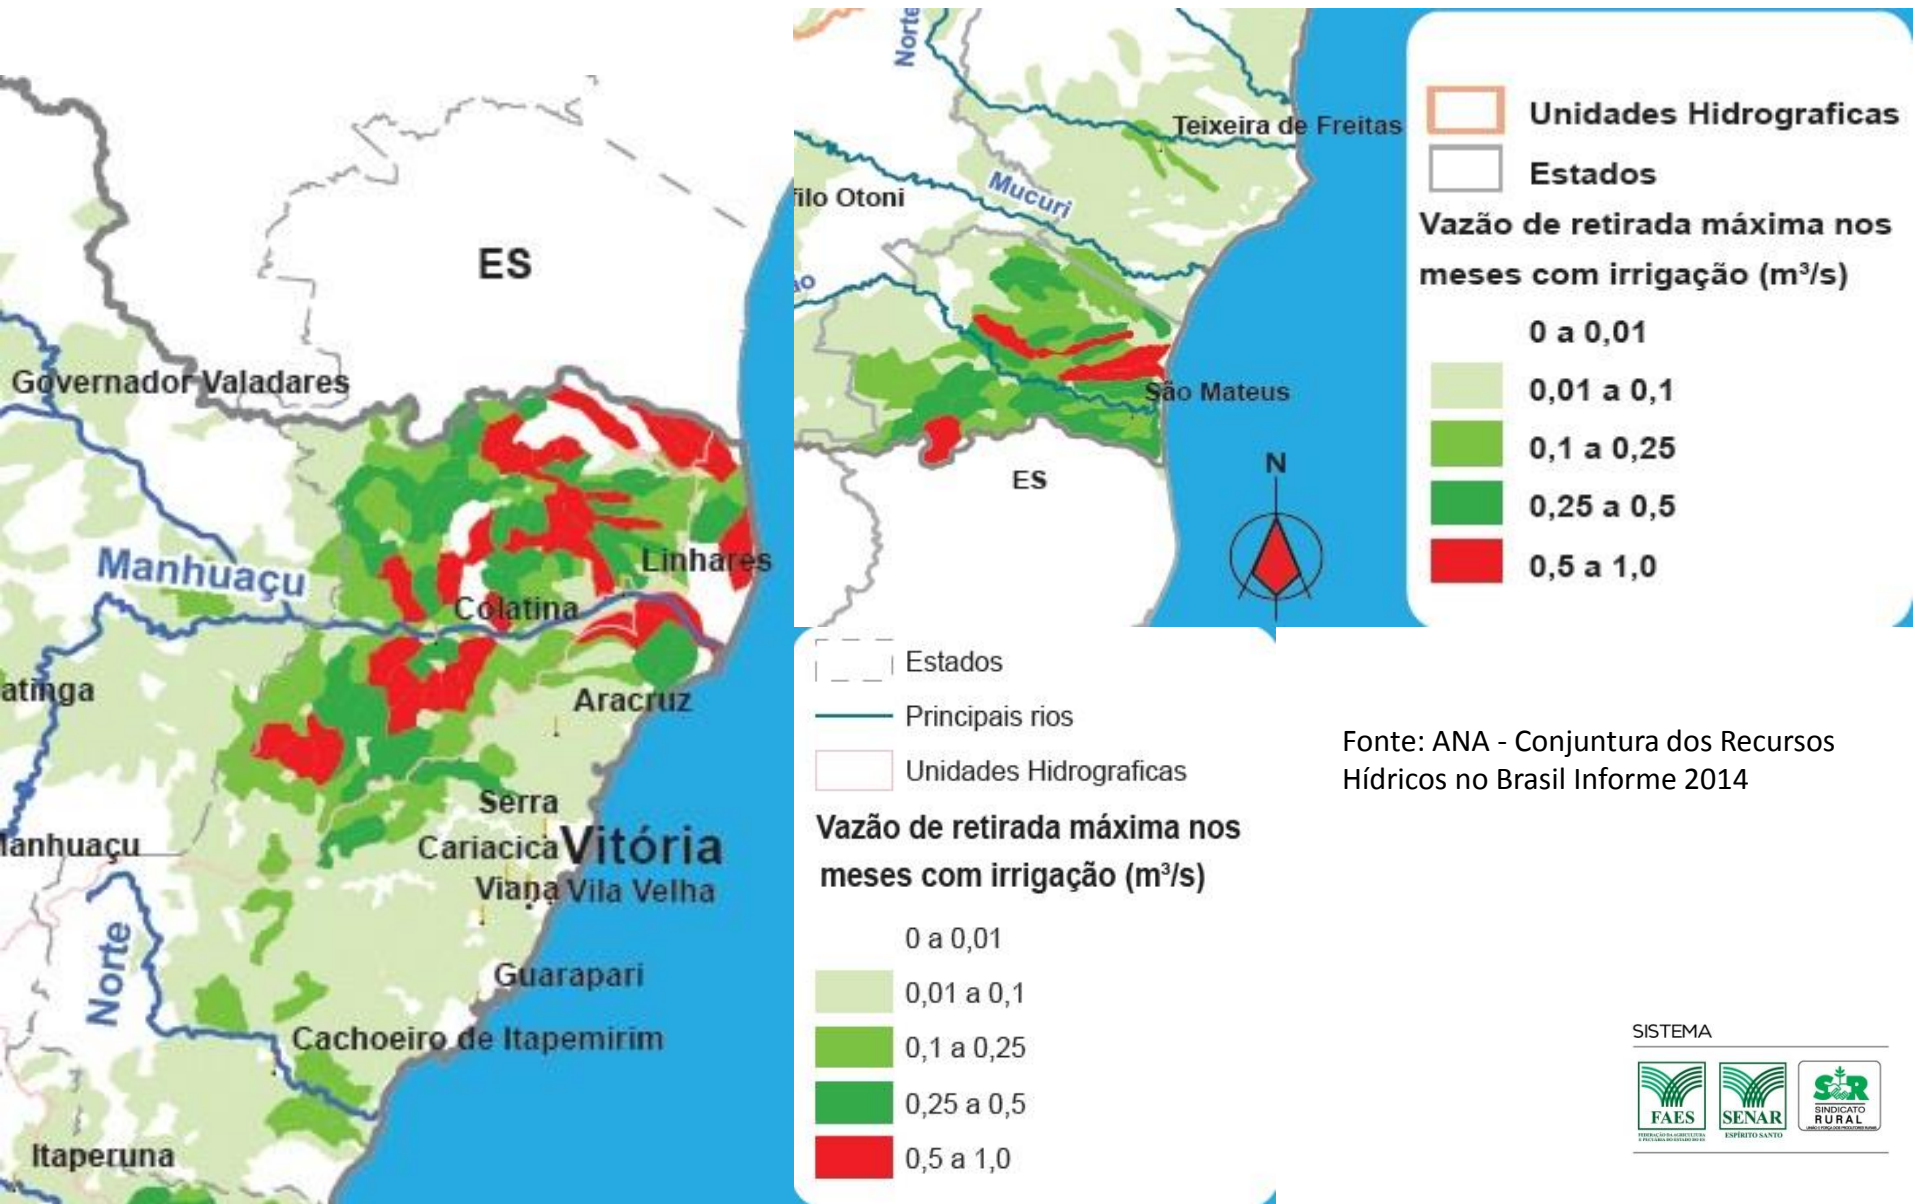 ES
Governador Valadares
Manhuaçu
Linhares
Colatina
Aracruz
Serra
Cariacica
Vitória
Viana
Vila Velha
Norte
Guarapari
Cachoeiro de Itapemirim
Itaperuna
atinga
anhuaçu
Norte
Teixeira de Freitas
filo Otoni
Mucuri
São Mateus
ES
N
Unidades Hidrograficas
Estados
Vazão de retirada máxima nos
meses com irrigação (m³/s)
0 a 0,01
0,01 a 0,1
0,1 a 0,25
0,25 a 0,5
0,5 a 1,0
Estados
Principais rios
Unidades Hidrograficas
Vazão de retirada máxima nos
meses com irrigação (m³/s)
0 a 0,01
0,01 a 0,1
0,1 a 0,25
0,25 a 0,5
0,5 a 1,0
Fonte: ANA - Conjuntura dos Recursos
Hídricos no Brasil Informe 2014
SISTEMA
FAES
SENAR
ESPÍRITO SANTO
SINDICATO
RURAL